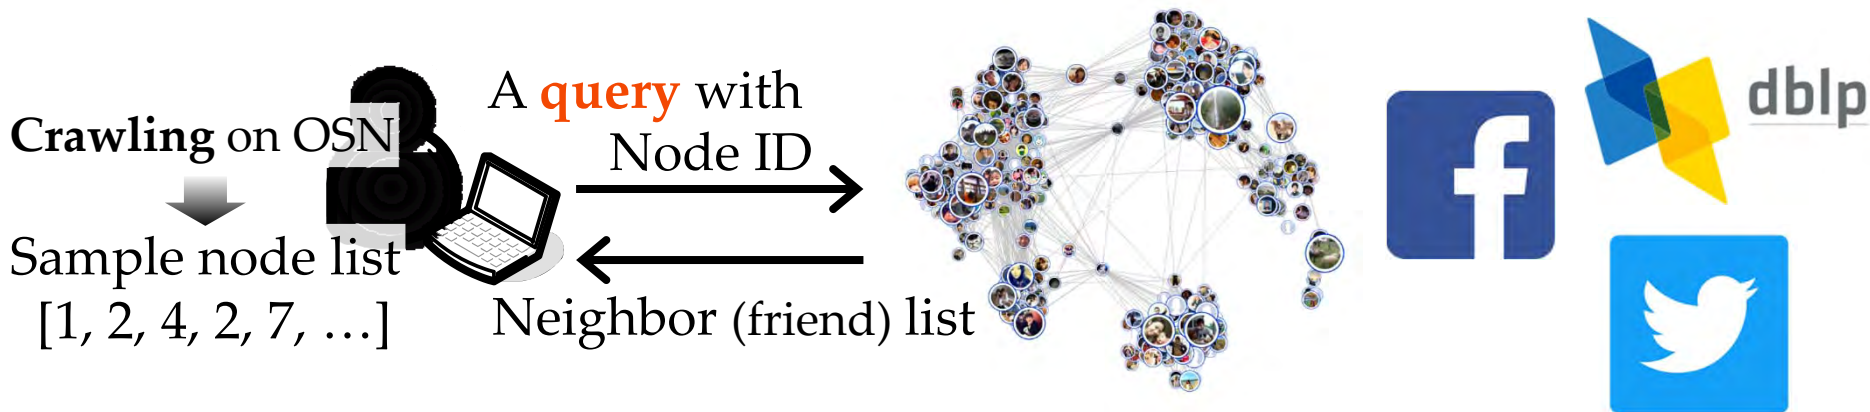 Crawling on OSN
Sample node list
[1, 2, 4, 2, 7, …]
A query with
Node ID
Neighbor (friend) list
f
dblp